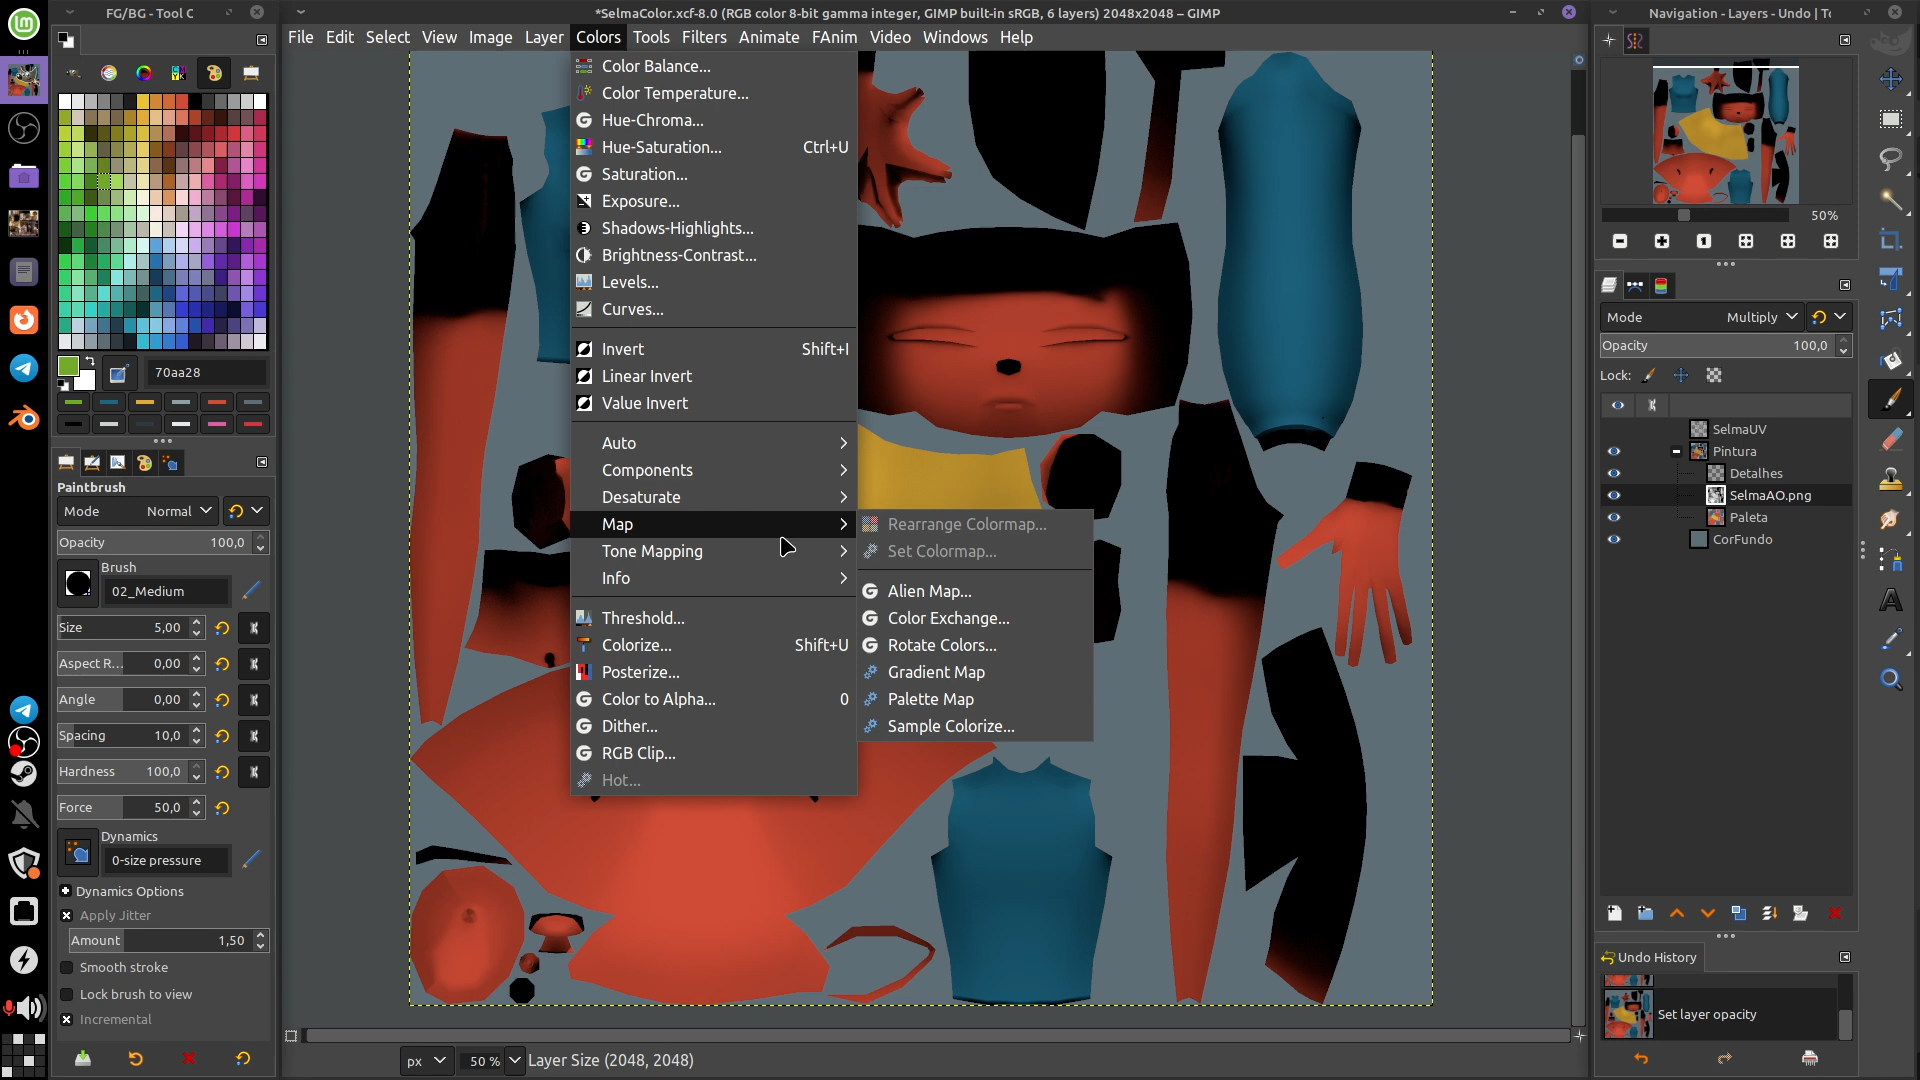 FG/BG - Tool C
*SelmaColor.xcf-8.0 (RGB color 8-bit gamma integer, GIMP built-in sRGB, 6 layers) 2048x2048 – GIMP
Navigation - Layers - Undo | To
File Edit Select View Image Layer Colors Tools Filters Animate FAnim Video Windows Help
Color Balance...
Color Temperature...
Hue-Chroma...
Hue-Saturation... Ctrl+U
Saturation...
Exposure...
Shadows-Highlights...
Brightness-Contrast...
Levels...
Curves...
Invert Shift+I
Linear Invert
Value Invert
Auto
Components
Desaturate
Map
Tone Mapping
Info
Threshold...
Colorize... Shift+U
Posterize...
Color to Alpha... 0
Dither...
RGB Clip...
Hot...
Rearrange Colormap...
Set Colormap...
Alien Map...
Color Exchange...
Rotate Colors...
Gradient Map
Palette Map
Sample Colorize...
70aa28
Paintbrush
Mode Normal
Opacity 100,0
Brush
02_Medium
Size 5,00
Aspect R... 0,00
Angle 0,00
Spacing 10,0
Hardness 100,0
Force 50,0
Dynamics
0-size pressure
Dynamics Options
Apply Jitter
Amount 1,50
Smooth stroke
Lock brush to view
Incremental
px 50 % Layer Size (2048, 2048)
50%
Mode Multiply
Opacity 100,0
Lock:
SelmaUV
Pintura
Detalhes
SelmaAO.png
Paleta
CorFundo
Undo History
Set layer opacity